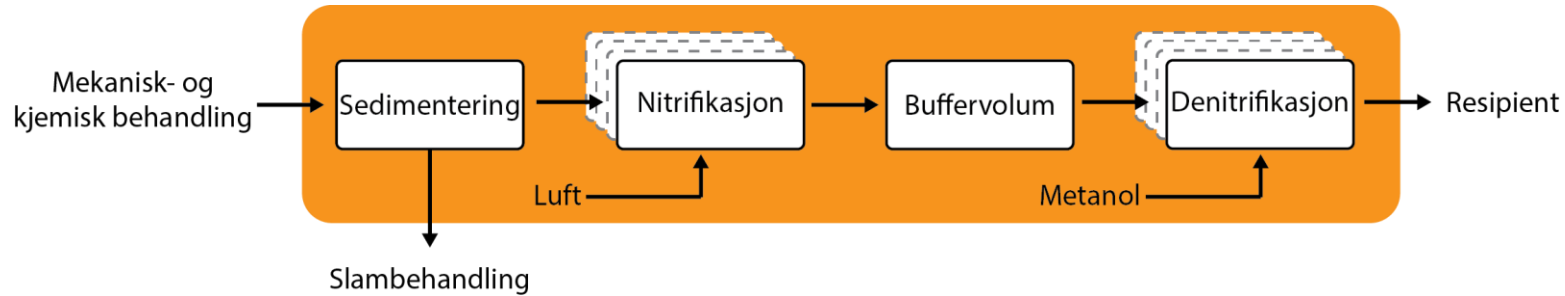 Mekanisk- og
kjemisk behandling
Sedimentering
Nitrifikasjon
Buffervolum
Denitrifikasjon
Resipient
Luft
Metanol
Slambehandling